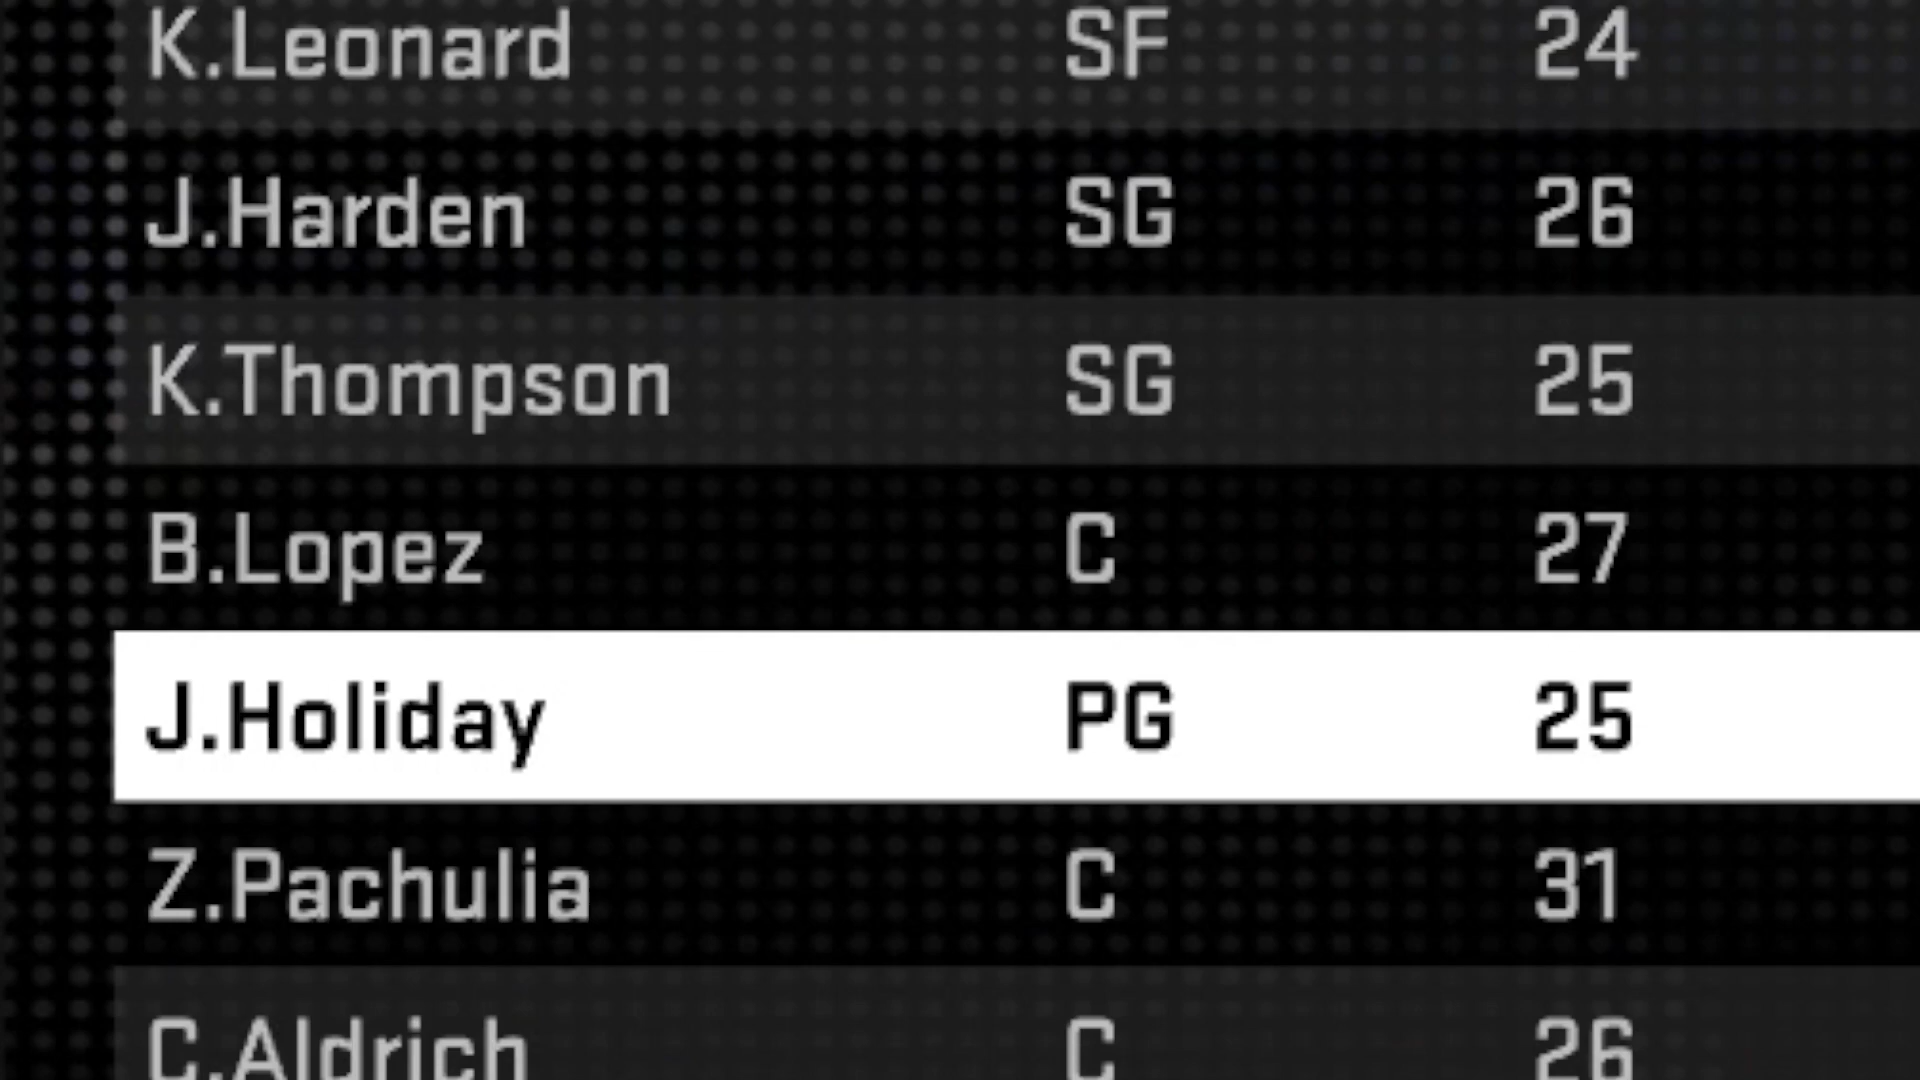 K.Leonard SF 24
J.Harden SG 26
K.Thompson SG 25
B.Lopez C 27
J.Holiday PG 25
Z.Pachulia C 31
C.Aldrich C 26